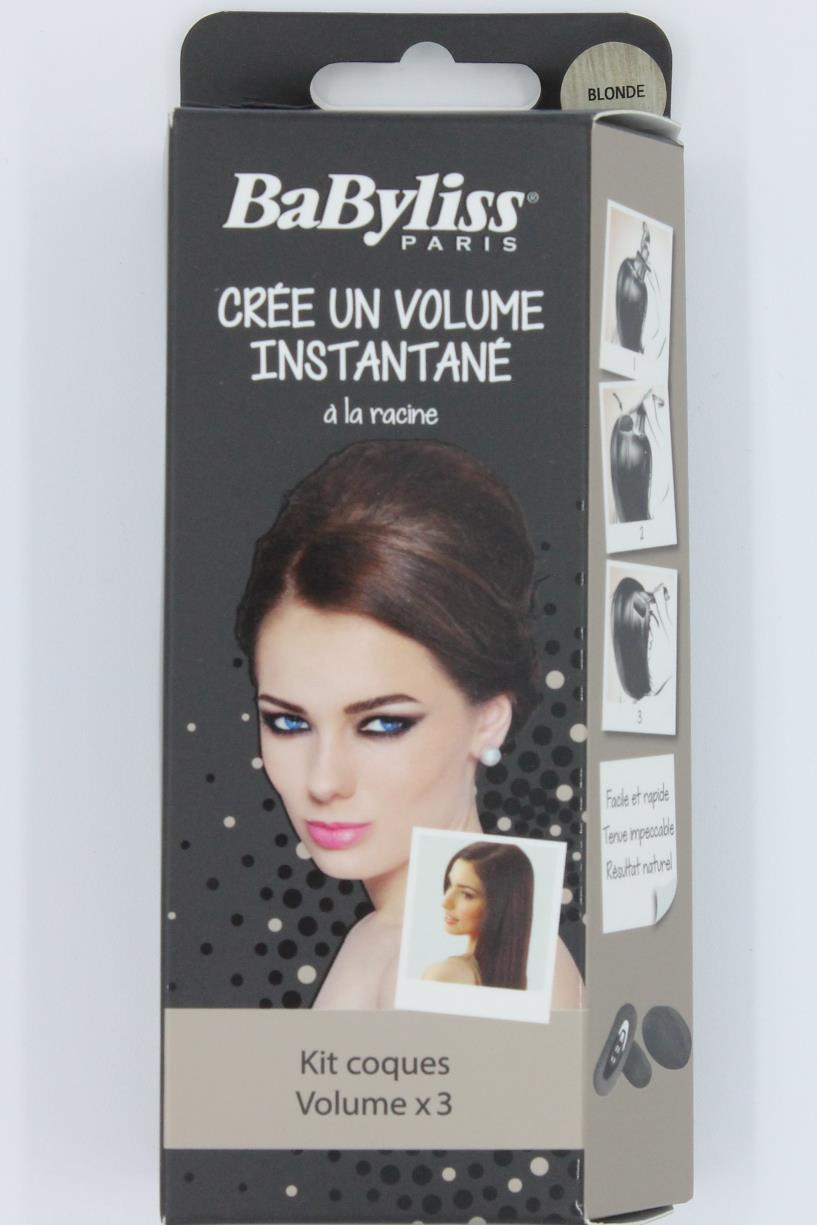 BLONDE
BaByliss®
PARIS
CRÉE UN VOLUME
INSTANTANÉ
à la racine
Kit coques
Volume x 3
1
2
3
Facile et rapide
Tenue impeccable
Résultat naturel